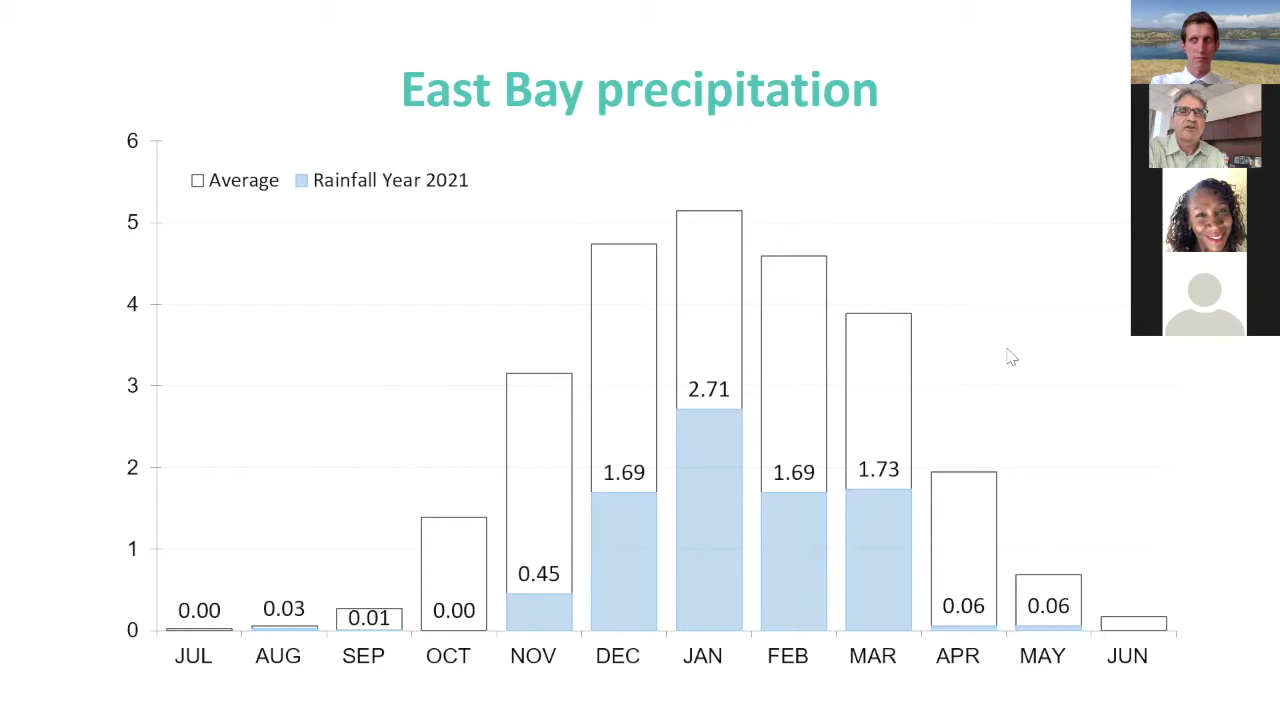 East Bay precipitation
6
Average Rainfall Year 2021
5
4
3
2.71
2
1.69 1.69 1.73
1
0.45
0.00 0.03 0.01 0.00 0.06 0.06
0
JUL AUG SEP OCT NOV DEC JAN FEB MAR APR MAY JUN